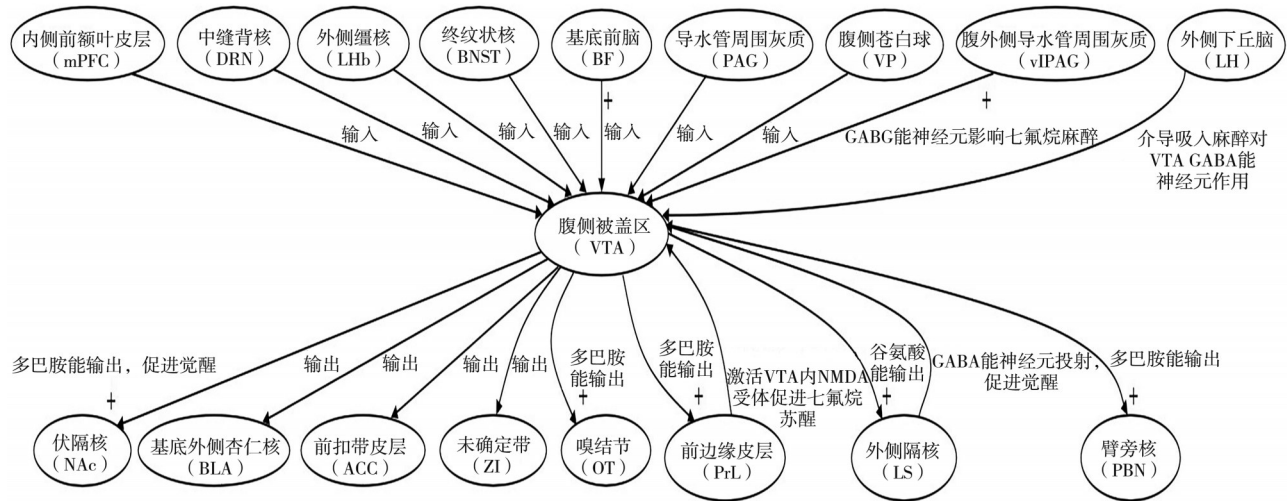 内侧前额叶皮层
（mPFC）
中缝背核
（DRN）
外侧缰核
（LHb）
终纹状核
（BNST）
基底前脑
（BF）
导水管周围灰质
（PAG）
腹侧苍白球
（VP）
腹外侧导水管周围灰质
（vIPAG）
外侧下丘脑
（LH）
输入
输入
输入
输入
输入
输入
输入
GABG能神经元影响七氟烷麻醉
介导吸入麻醉对
VTA GABA能
神经元作用
腹侧被盖区
（ VTA）
多巴胺能输出，促进觉醒
输出
输出
输出
输出
多巴胺
能输出
多巴胺
能输出
激活VTA内NMDA
受体促进七氟烷
苏醒
谷氨酸
能输出
GABA能神经元投射，
促进觉醒
多巴胺能输出
伏隔核
（NAc）
基底外侧杏仁核
（BLA）
前扣带皮层
（ACC）
未确定带
（ZI）
嗅结节
（OT）
前边缘皮层
（PrL）
外侧隔核
（LS）
臂旁核
（PBN）